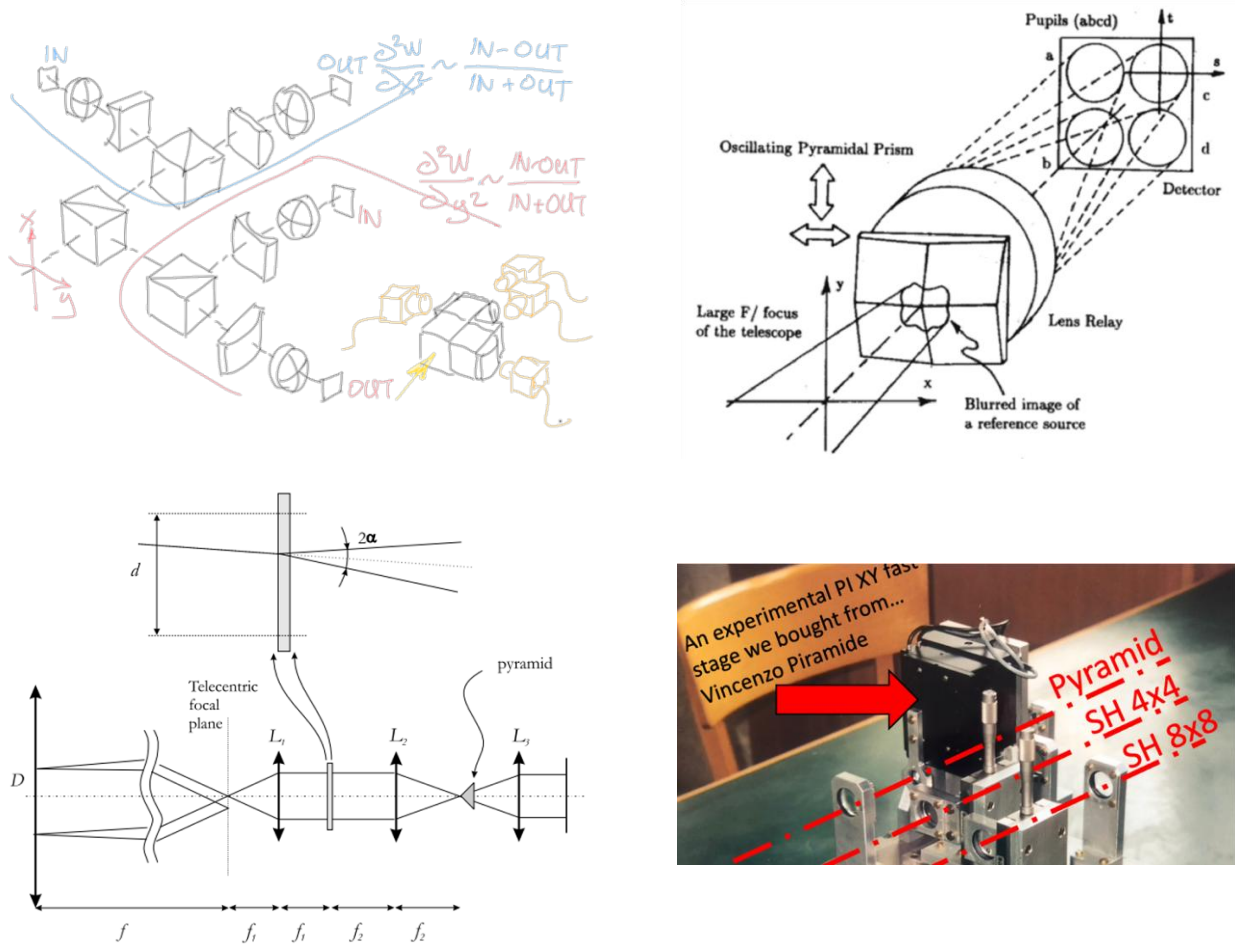 IN
OUT ∂²W/∂x² ~ IN-OUT/IN+OUT
∂²W/∂y² ~ IN-OUT/IN+OUT
IN
x
y
OUT
Pupils (abcd)
t
a
s
c
b
d
Detector
Oscillating Pyramidal Prism
y
Large F/ focus
of the telescope
Lens Relay
x
Blurred image of
a reference source
2α
d
pyramid
Telecentric
focal
plane
L₁
L₂
L₃
D
f
f₁
f₁
f₂
f₂
An experimental PI XY fast
stage we bought from...
Vincenzo Piramide
Pyramid
SH 4x4
SH 8x8